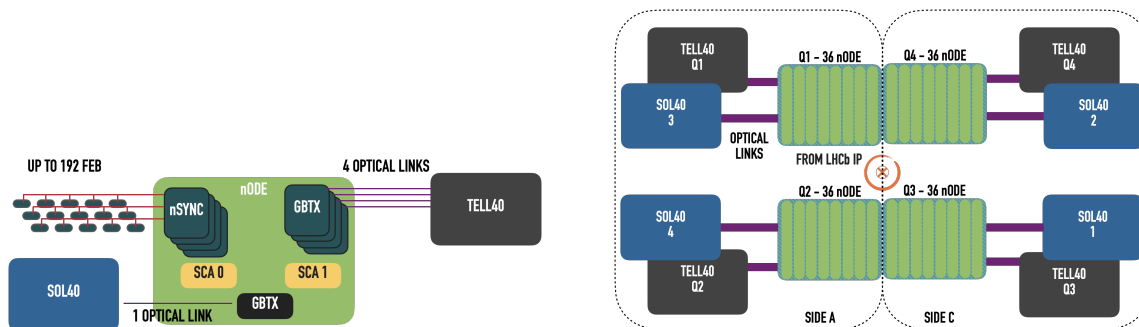 UP TO 192 FEB
nODE
4 OPTICAL LINKS
nSYNC
GBTX
TELL40
SCA 0
SCA 1
SOL40
GBTX
1 OPTICAL LINK
TELL40
Q1
Q1 – 36 nODE
Q4 – 36 nODE
TELL40
Q4
SOL40
3
SOL40
2
OPTICAL
LINKS
FROM LHCb IP
Q2 – 36 nODE
Q3 – 36 nODE
SOL40
4
SOL40
1
TELL40
Q2
TELL40
Q3
SIDE A
SIDE C